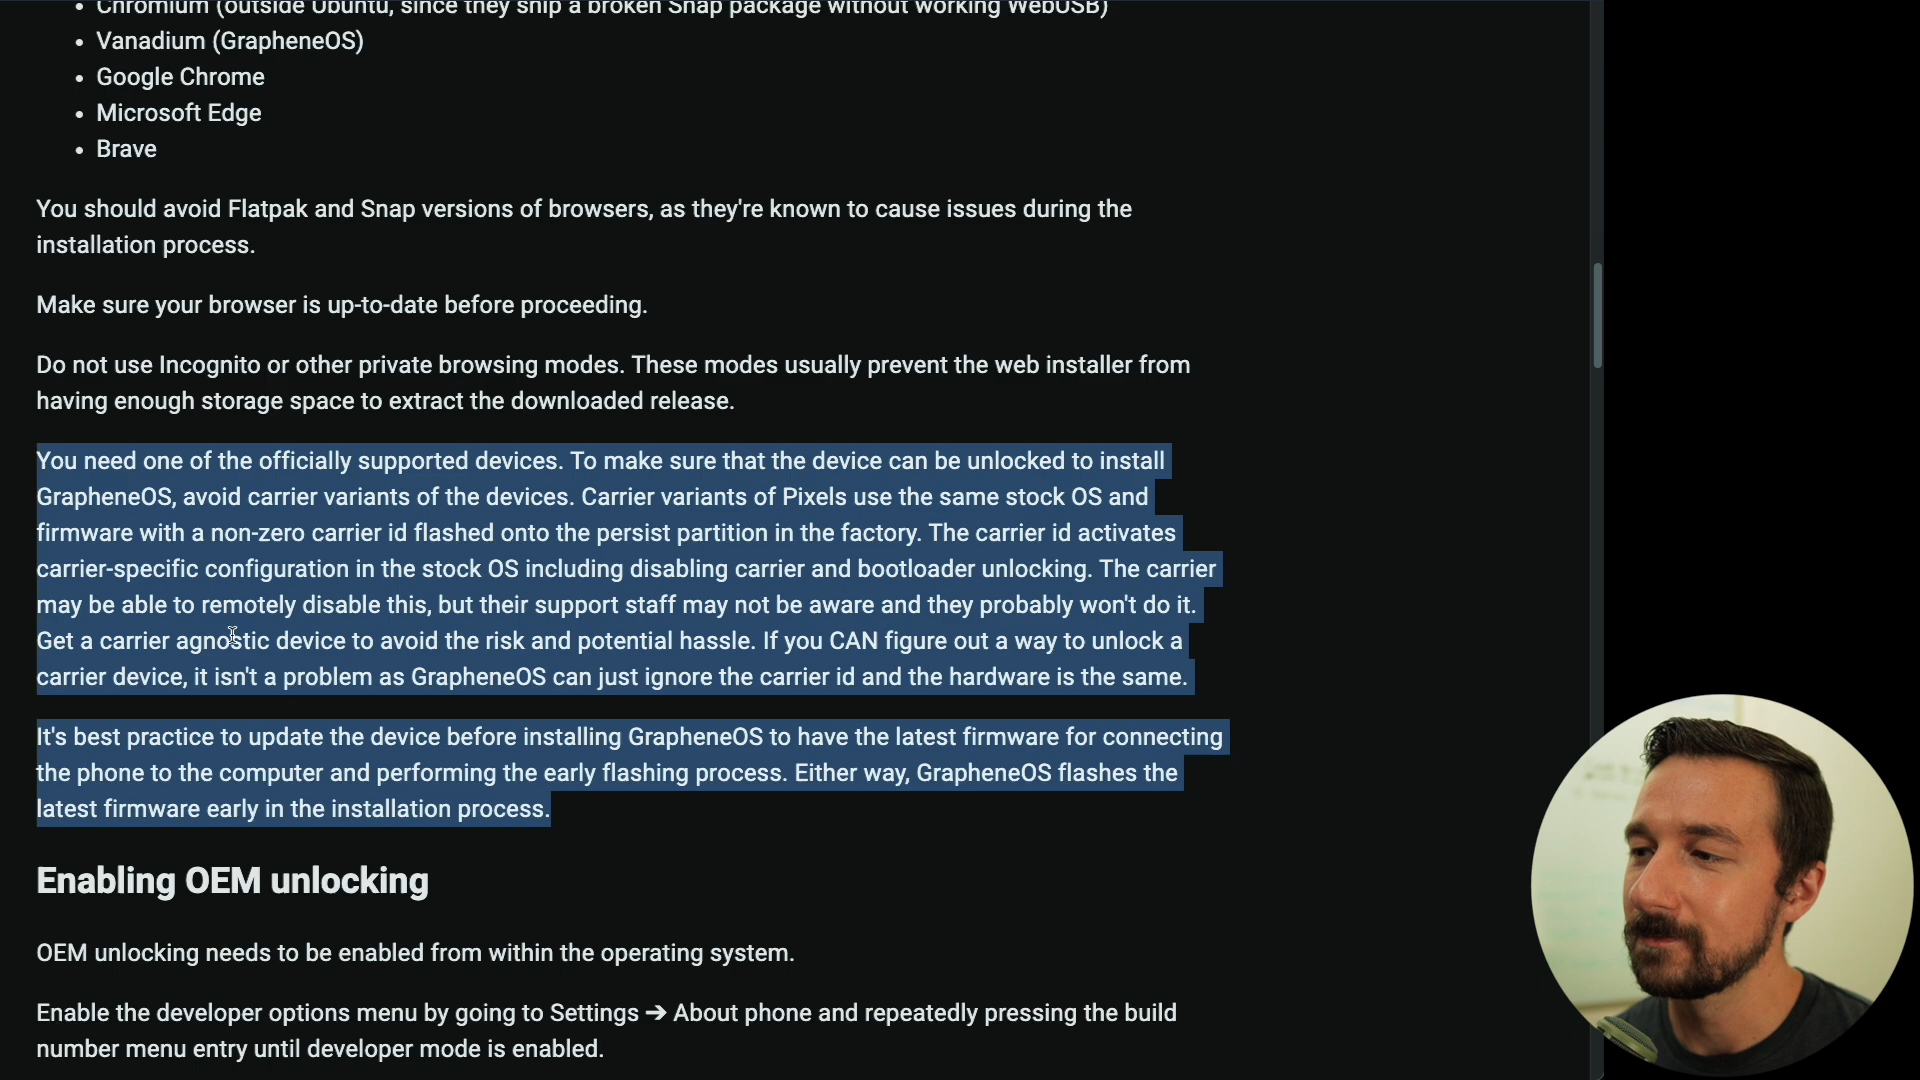 • Chromium (outside Ubuntu, since they ship a broken Snap package without working WebUSB)
• Vanadium (GrapheneOS)
• Google Chrome
• Microsoft Edge
• Brave
You should avoid Flatpak and Snap versions of browsers, as they're known to cause issues during the
installation process.
Make sure your browser is up-to-date before proceeding.
Do not use Incognito or other private browsing modes. These modes usually prevent the web installer from
having enough storage space to extract the downloaded release.
You need one of the officially supported devices. To make sure that the device can be unlocked to install
GrapheneOS, avoid carrier variants of the devices. Carrier variants of Pixels use the same stock OS and
firmware with a non-zero carrier id flashed onto the persist partition in the factory. The carrier id activates
carrier-specific configuration in the stock OS including disabling carrier and bootloader unlocking. The carrier
may be able to remotely disable this, but their support staff may not be aware and they probably won't do it.
Get a carrier agnostic device to avoid the risk and potential hassle. If you CAN figure out a way to unlock a
carrier device, it isn't a problem as GrapheneOS can just ignore the carrier id and the hardware is the same.
It's best practice to update the device before installing GrapheneOS to have the latest firmware for connecting
the phone to the computer and performing the early flashing process. Either way, GrapheneOS flashes the
latest firmware early in the installation process.
Enabling OEM unlocking
OEM unlocking needs to be enabled from within the operating system.
Enable the developer options menu by going to Settings ➔ About phone and repeatedly pressing the build
number menu entry until developer mode is enabled.